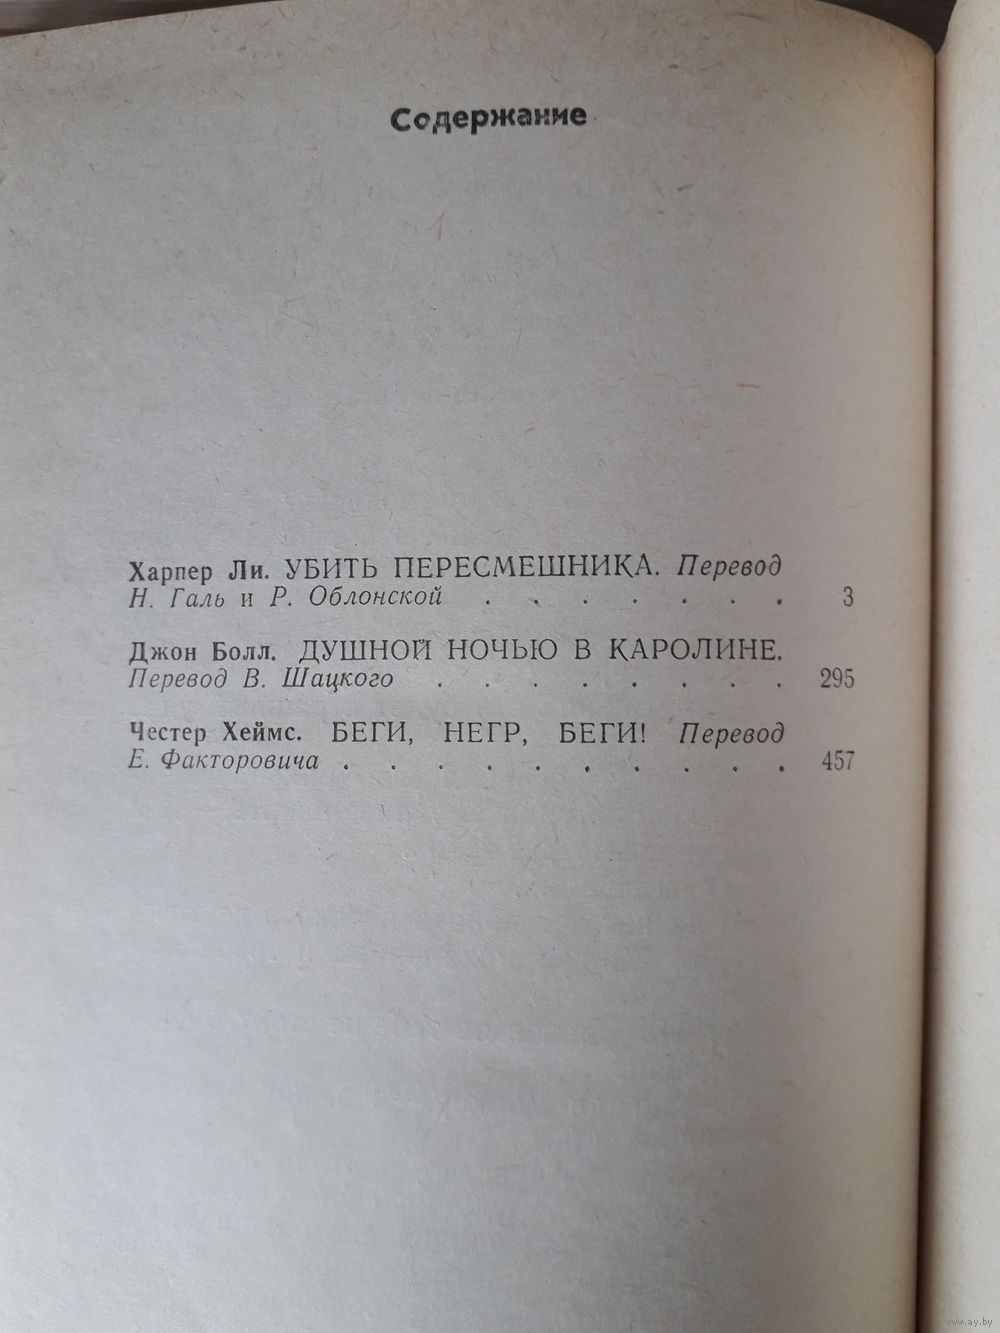 Содержание
Харпер Ли. УБИТЬ ПЕРЕСМЕШНИКА. Перевод
Н. Галь и Р. Облонской . . . . . . . 3
Джон Болл. ДУШНОЙ НОЧЬЮ В КАРОЛИНЕ.
Перевод В. Шацкого . . . . . . . . 295
Честер Хеймс. БЕГИ, НЕГР, БЕГИ! Перевод
Е. Факторовича . . . . . . . . . . 457
www.ay.by